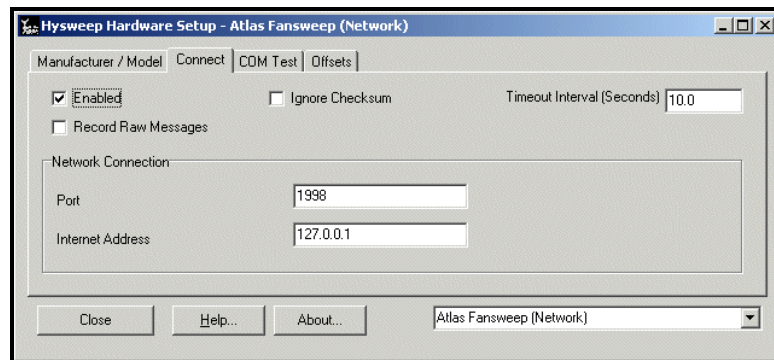 Hysweep Hardware Setup - Atlas Fansweep (Network)
Manufacturer / Model Connect COM Test Offsets
Enabled Ignore Checksum Timeout Interval (Seconds) 10.0
Record Raw Messages
Network Connection
Port 1998
Internet Address 127.0.0.1
Close Help... About... Atlas Fansweep (Network)